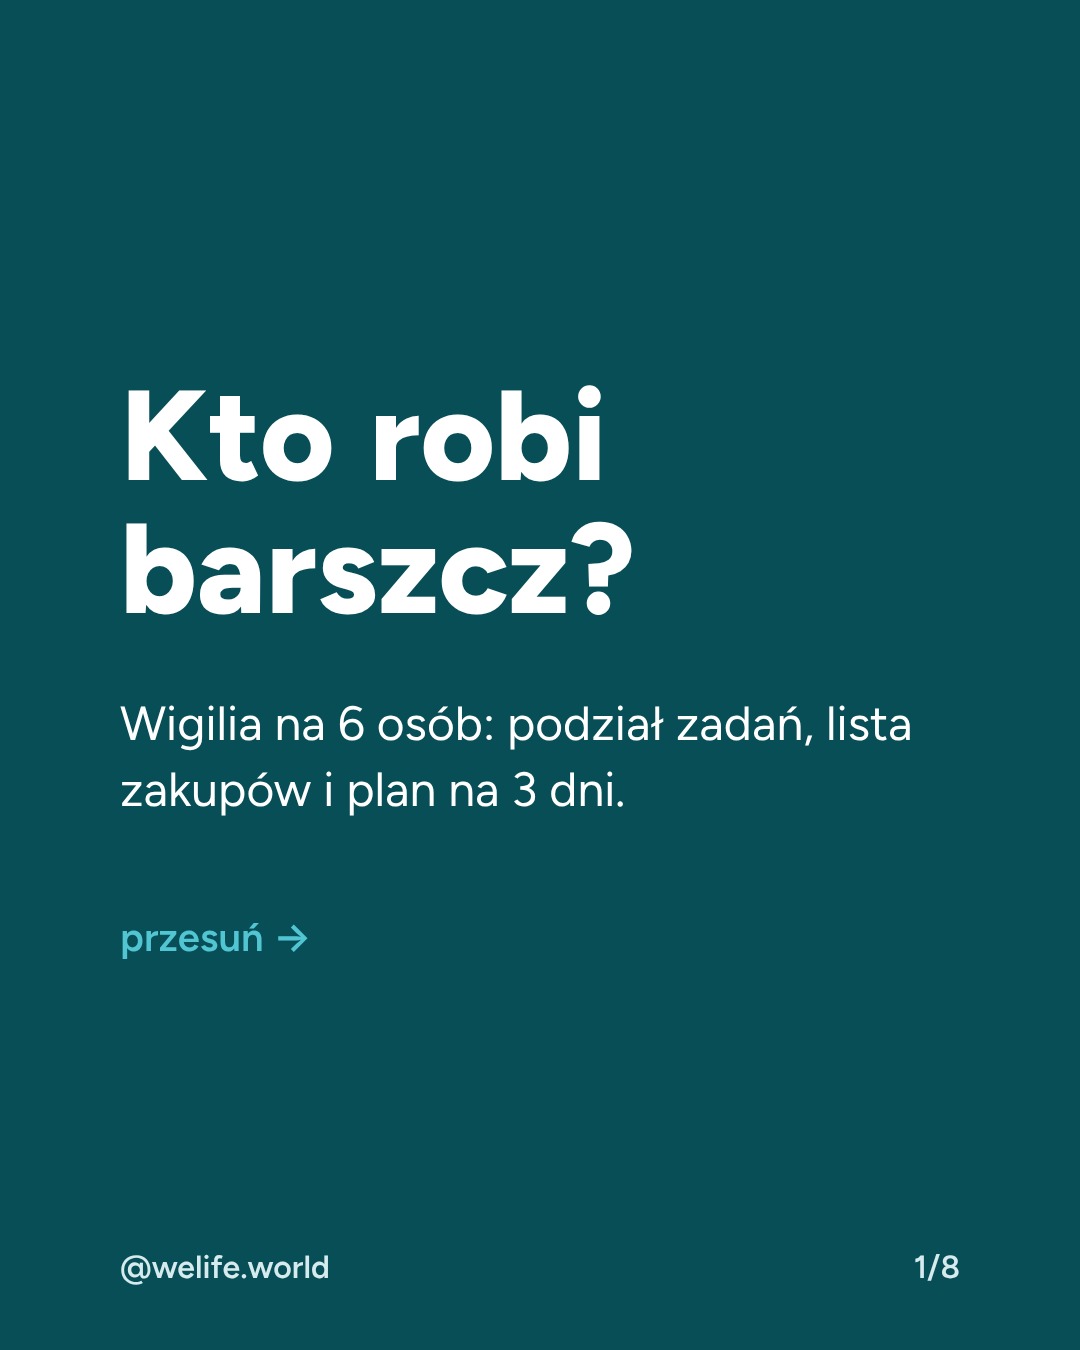 Kto robi
barszcz?
Wigilia na 6 osób: podział zadań, lista
zakupów i plan na 3 dni.
przesuń →
@welife.world
1/8